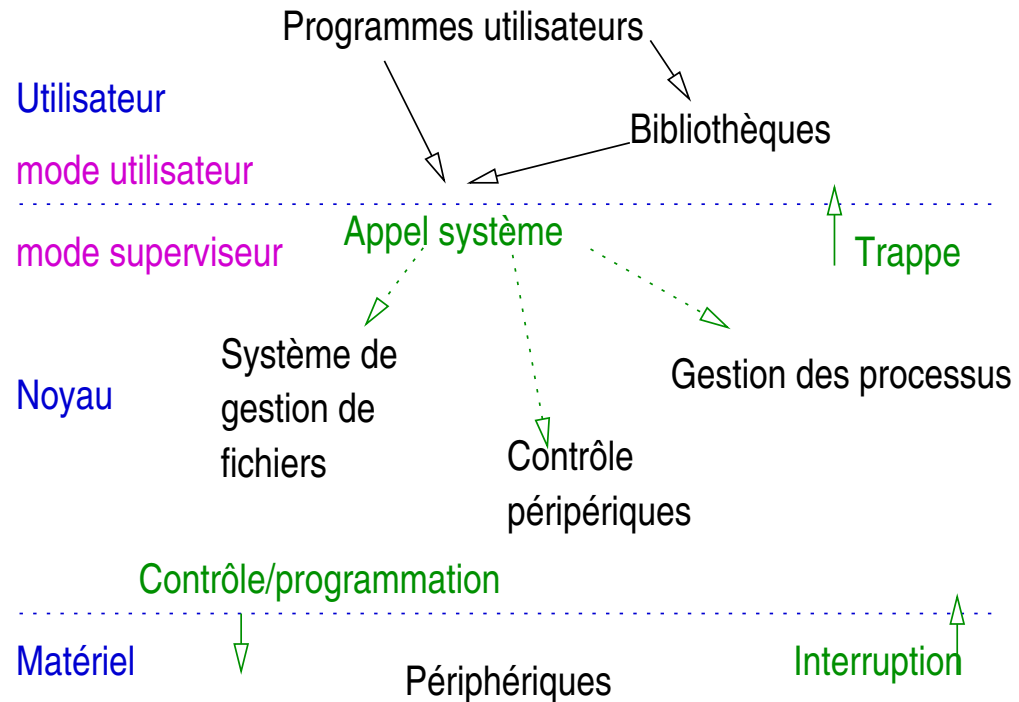 Programmes utilisateurs
Utilisateur
Bibliothèques
mode utilisateur
Appel système
mode superviseur
Trappe
Système de
gestion de
fichiers
Gestion des processus
Noyau
Contrôle
péripériques
Contrôle/programmation
Matériel
Interruption
Périphériques